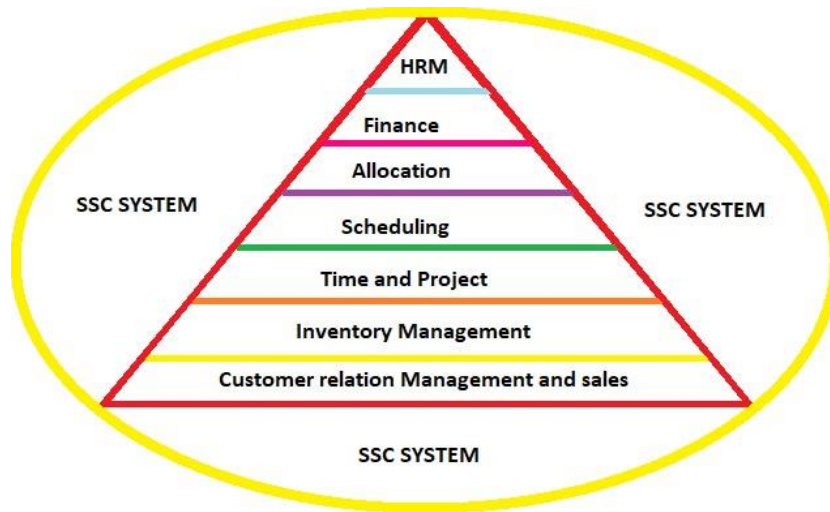 HRM
Finance
Allocation
SSC SYSTEM
SSC SYSTEM
Scheduling
Time and Project
Inventory Management
Customer relation Management and sales
SSC SYSTEM